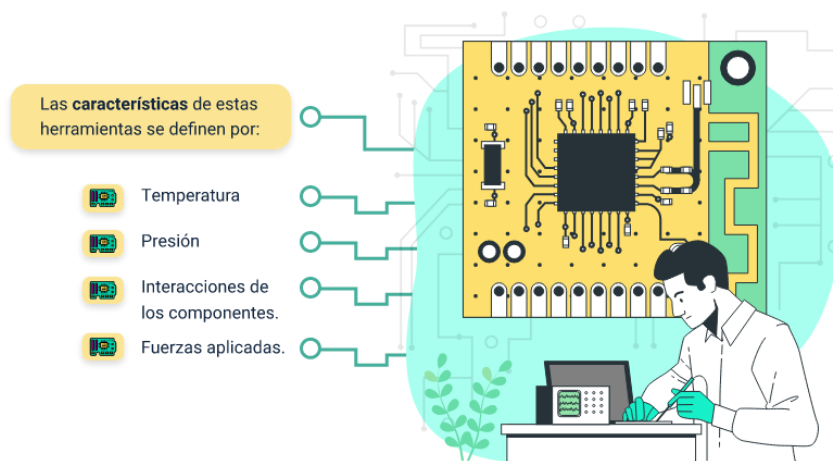 Las características de estas
herramientas se definen por:
Temperatura
Presión
Interacciones de
los componentes.
Fuerzas aplicadas.